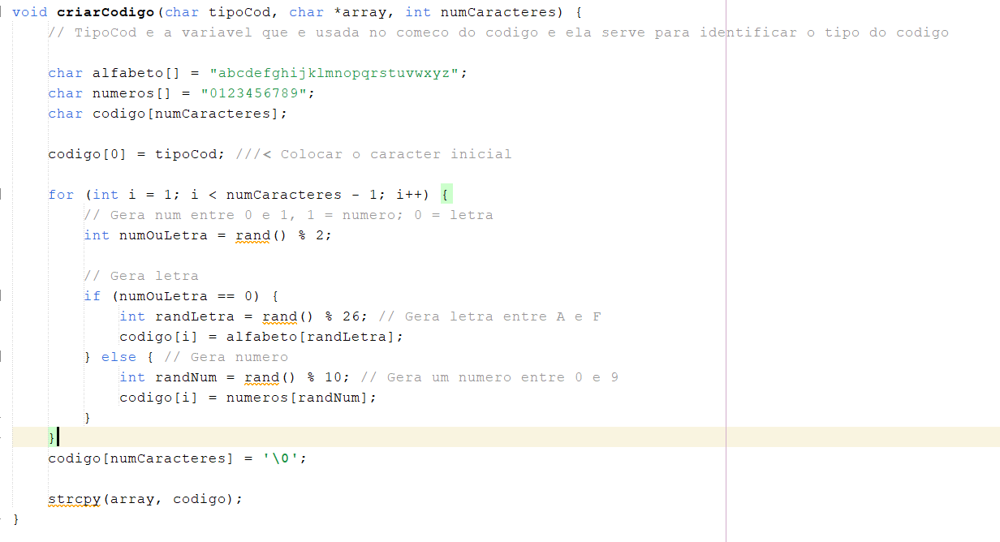 void criarCodigo(char tipoCod, char *array, int numCaracteres) {
    // TipoCod e a variavel que e usada no comeco do codigo e ela serve para identificar o tipo do codigo
    char alfabeto[] = "abcdefghijklmnopqrstuvwxyz";
    char numeros[] = "0123456789";
    char codigo[numCaracteres];
    codigo[0] = tipoCod; ///< Colocar o caracter inicial
    for (int i = 1; i < numCaracteres - 1; i++) {
        // Gera num entre 0 e 1, 1 = numero; 0 = letra
        int numOuLetra = rand() % 2;
        // Gera letra
        if (numOuLetra == 0) {
            int randLetra = rand() % 26; // Gera letra entre A e F
            codigo[i] = alfabeto[randLetra];
        } else { // Gera numero
            int randNum = rand() % 10; // Gera um numero entre 0 e 9
            codigo[i] = numeros[randNum];
        }
    }
    codigo[numCaracteres] = '\0';
    strcpy(array, codigo);
}